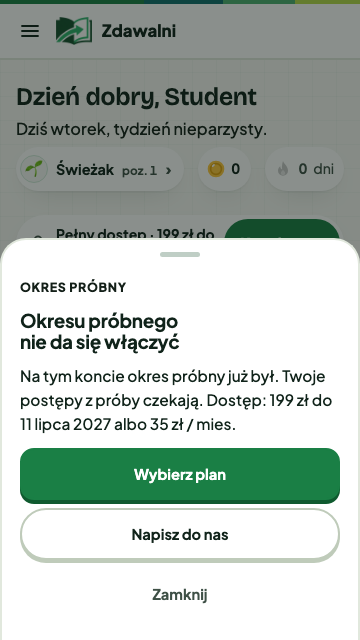 Zdawalni
Dzień dobry, Student
Dziś wtorek, tydzień nieparzysty.
Świeżak poz. 1 ›
0
0 dni
Pełny dostęp · 199 zł do
OKRES PRÓBNY
Okresu próbnego
nie da się włączyć
Na tym koncie okres próbny już był. Twoje
postępy z próby czekają. Dostęp: 199 zł do
11 lipca 2027 albo 35 zł / mies.
Wybierz plan
Napisz do nas
Zamknij